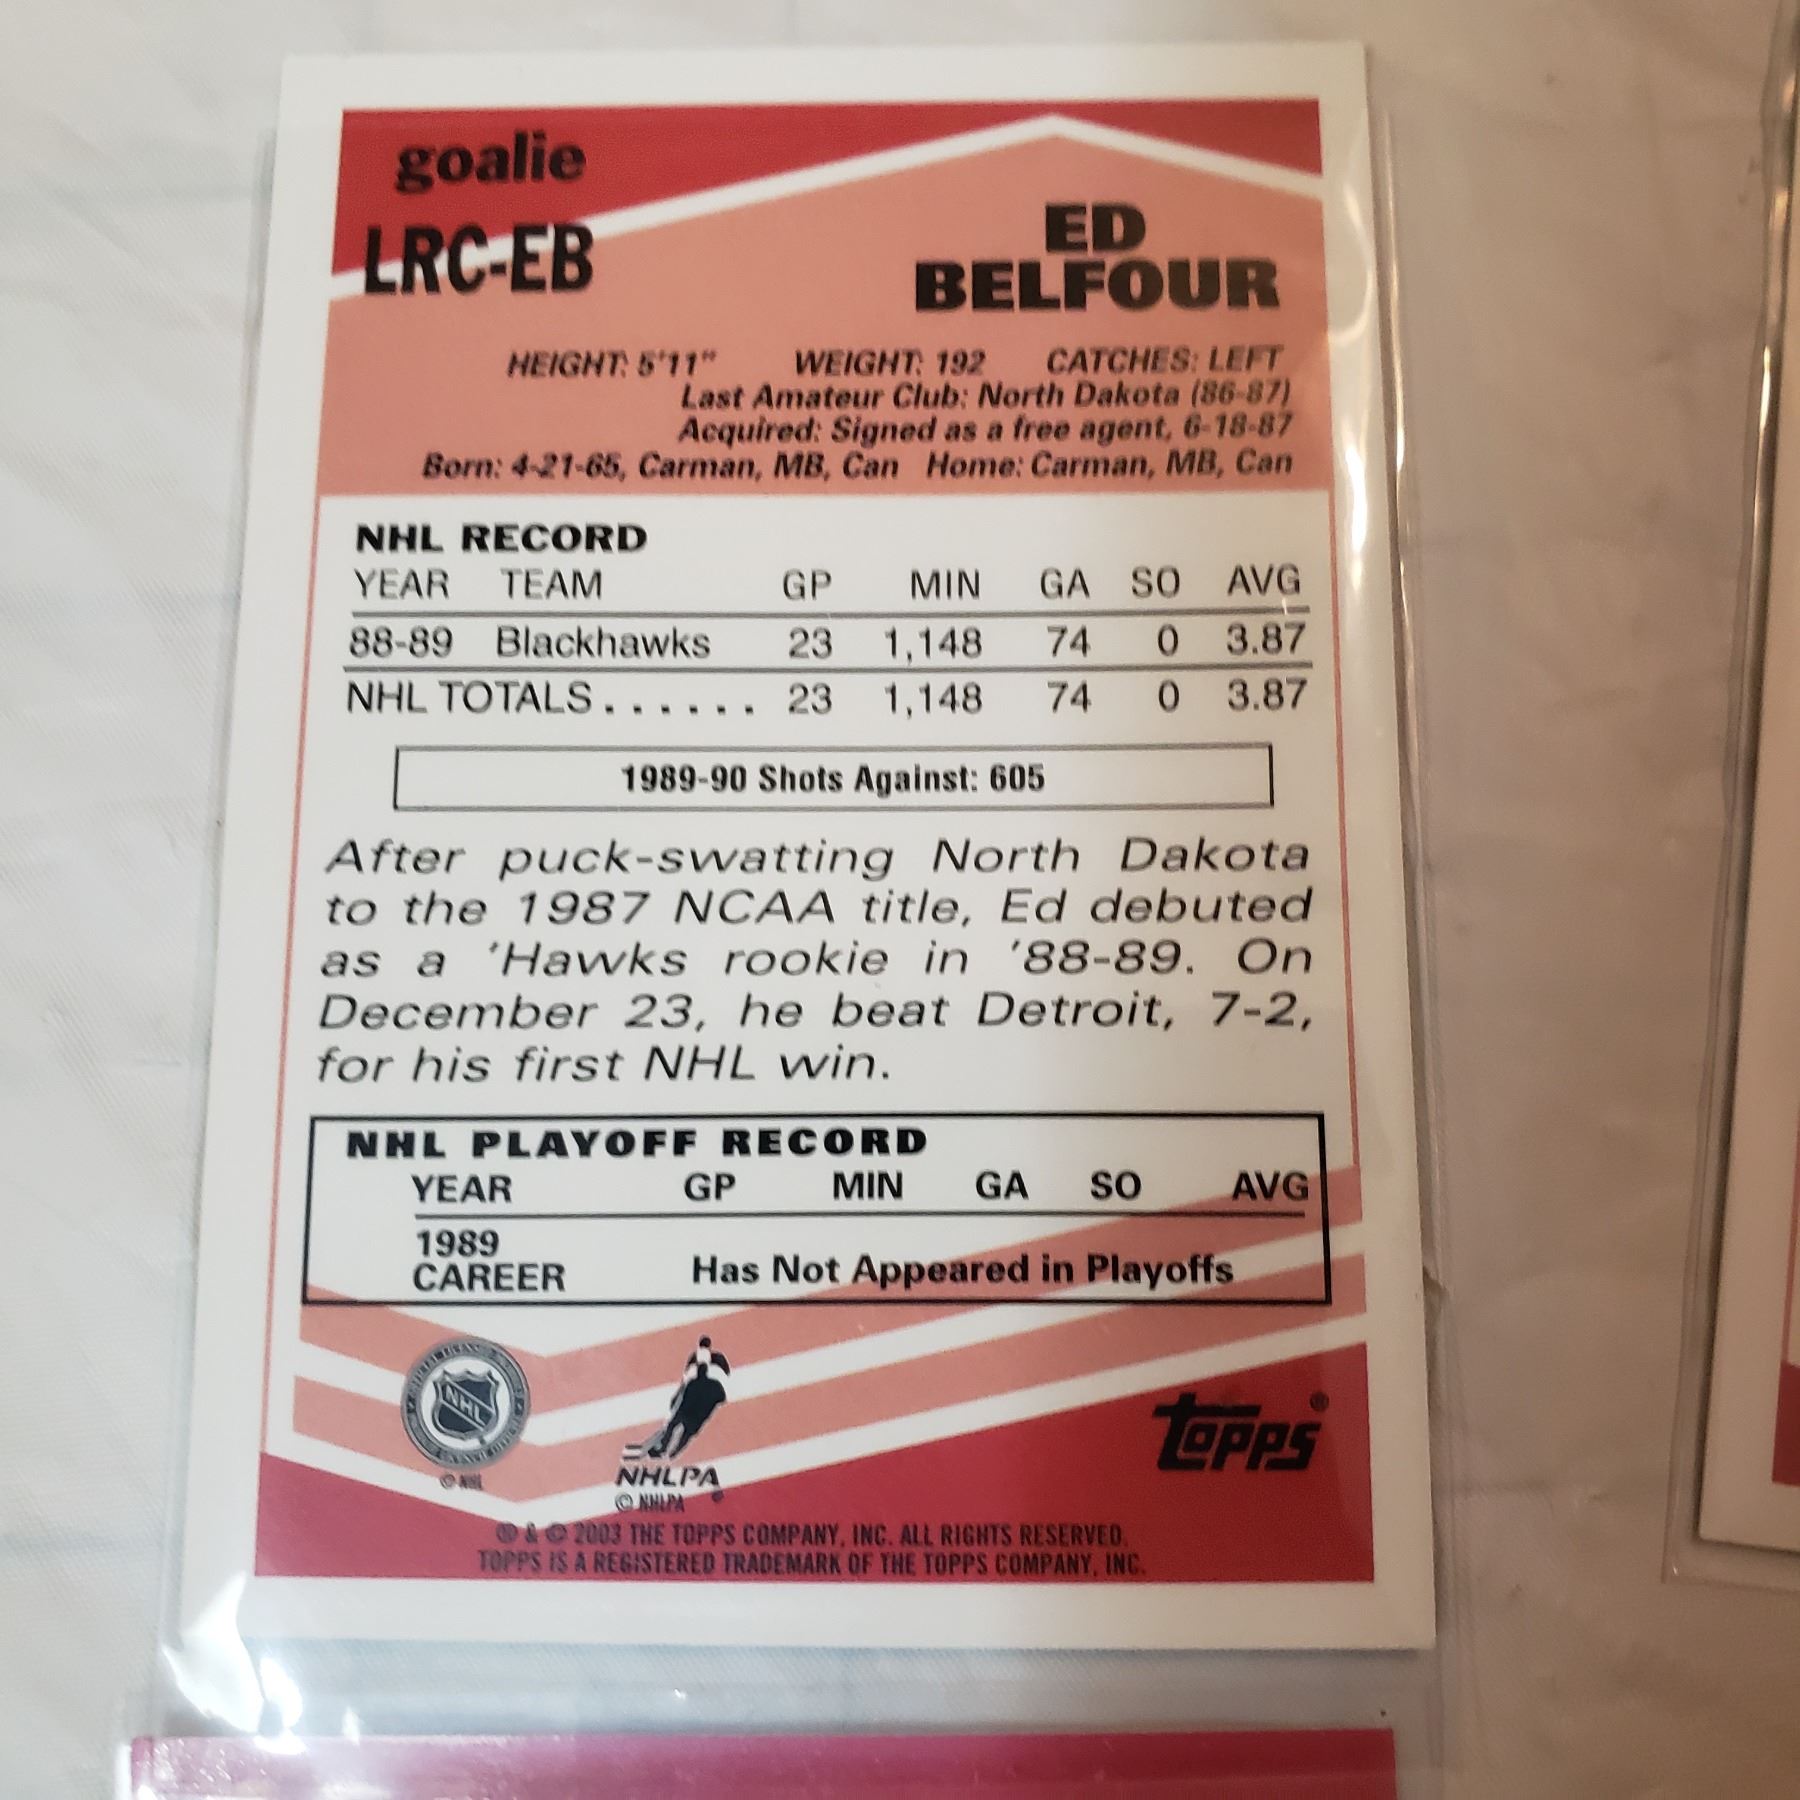 goalie
LRC-EB
ED
BELFOUR
HEIGHT: 5'11" WEIGHT: 192 CATCHES: LEFT
Last Amateur Club: North Dakota (86-87)
Acquired: Signed as a free agent, 6-18-87
Born: 4-21-65, Carman, MB, Can Home: Carman, MB, Can
NHL RECORD
YEAR TEAM GP MIN GA SO AVG
88-89 Blackhawks 23 1,148 74 0 3.87
NHL TOTALS...... 23 1,148 74 0 3.87
1989-90 Shots Against: 605
After puck-swatting North Dakota
to the 1987 NCAA title, Ed debuted
as a 'Hawks rookie in '88-89. On
December 23, he beat Detroit, 7-2,
for his first NHL win.
NHL PLAYOFF RECORD
YEAR GP MIN GA SO AVG
1989
CAREER Has Not Appeared in Playoffs
NHL
© NHL
NHLPA
© NHLPA
Topps®
® & © 2003 THE TOPPS COMPANY, INC. ALL RIGHTS RESERVED.
TOPPS IS A REGISTERED TRADEMARK OF THE TOPPS COMPANY, INC.